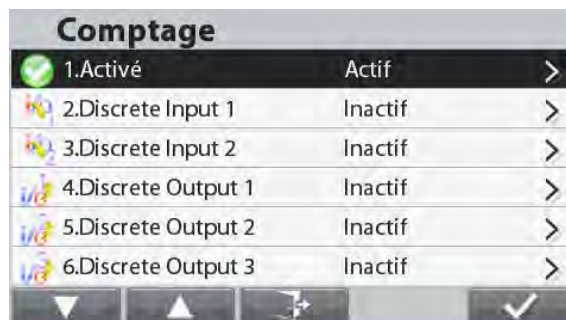 Comptage
1.Activé Actif
2.Discrete Input 1 Inactif
3.Discrete Input 2 Inactif
4.Discrete Output 1 Inactif
5.Discrete Output 2 Inactif
6.Discrete Output 3 Inactif